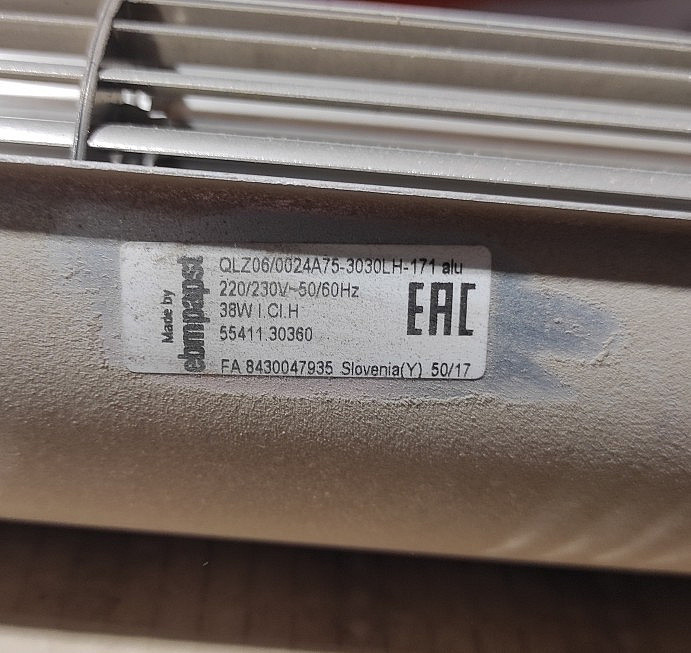 Made by
ebmpapst
QLZ06/0024A75-3030LH-171 alu
220/230V~50/60Hz
38W I.Cl.H
55411.30360
EAC
FA 8430047935 Slovenia(Y) 50/17